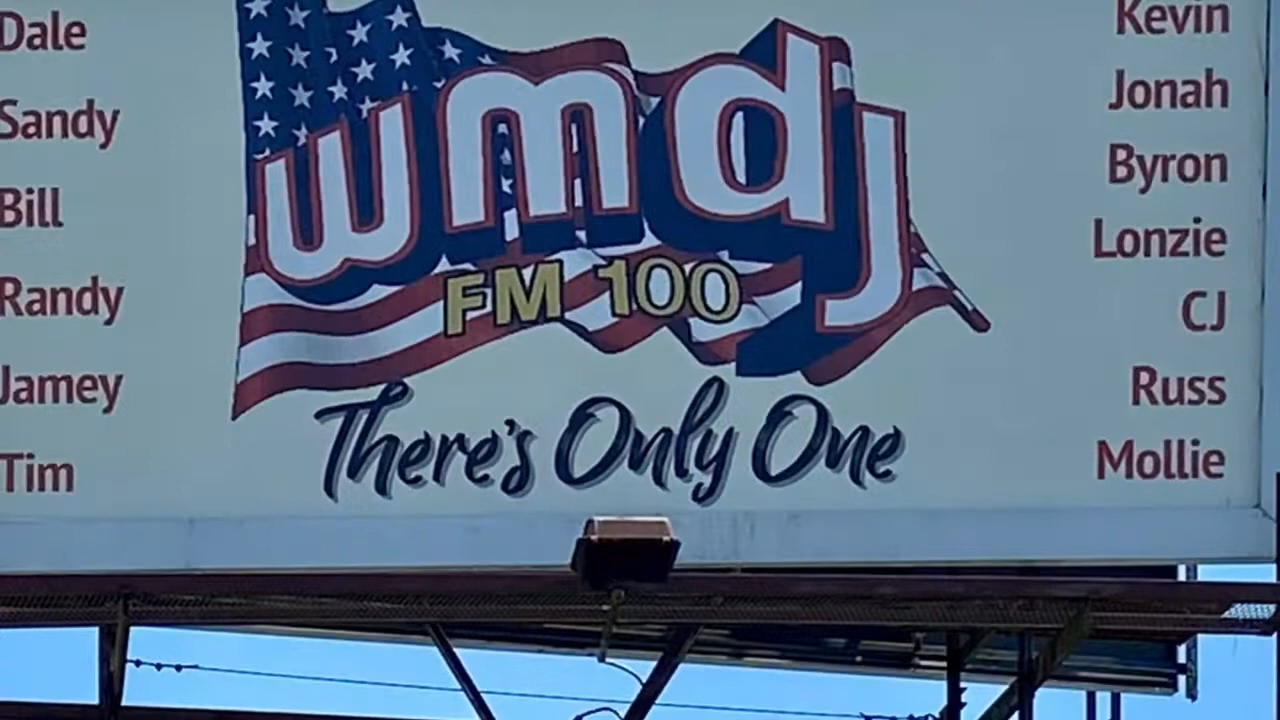 Dale
Sandy
Bill
Randy
Jamey
Tim
wmdj
FM 100
There's Only One
Kevin
Jonah
Byron
Lonzie
CJ
Russ
Mollie